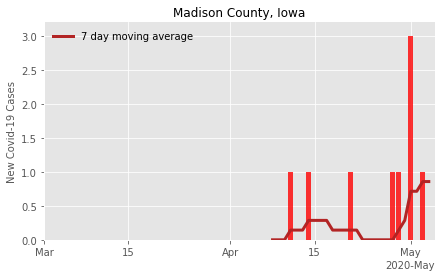 Madison County, Iowa
7 day moving average
New Covid-19 Cases
3.0
2.5
2.0
1.5
1.0
0.5
0.0
Mar
15
Apr
15
May
2020-May